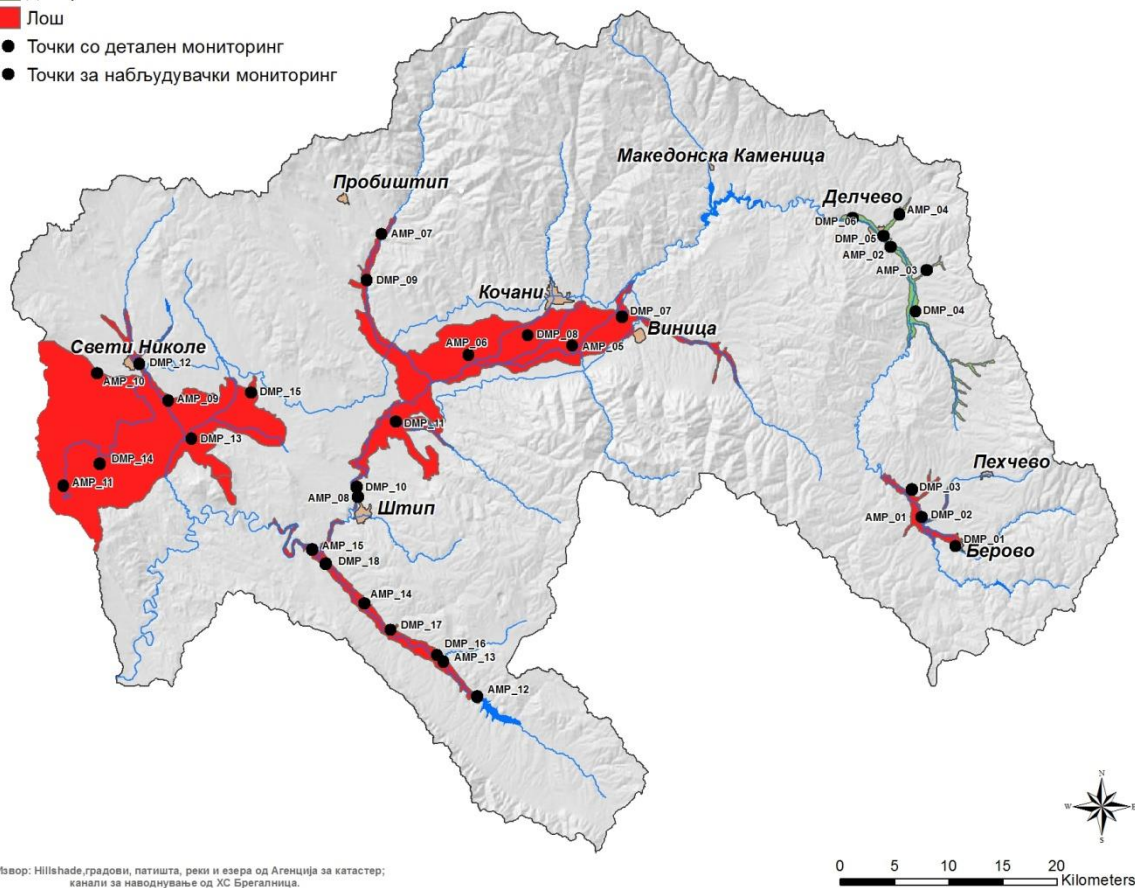 Лош
Точки со детален мониторинг
Точки за набљудувачки мониторинг
Македонска Каменица
Пробиштип
Делчево
AMP_04
DMP_06
AMP_07
DMP_05
AMP_02
AMP_03
DMP_09
Кочани
DMP_04
DMP_07
Виница
DMP_08
AMP_06
AMP_05
Свети Николе
DMP_12
AMP_10
DMP_15
AMP_09
DMP_11
DMP_13
DMP_14
Пехчево
AMP_11
DMP_10
DMP_03
AMP_08
Штип
AMP_01
DMP_02
DMP_01
Берово
AMP_15
DMP_18
AMP_14
DMP_17
DMP_16
AMP_13
AMP_12
N
W
E
S
Извор: Hillshade,градови, патишта, реки и езера од Агенција за катастер;
канали за наводнување од ХС Брегалница.
0 5 10 15 20
Kilometers